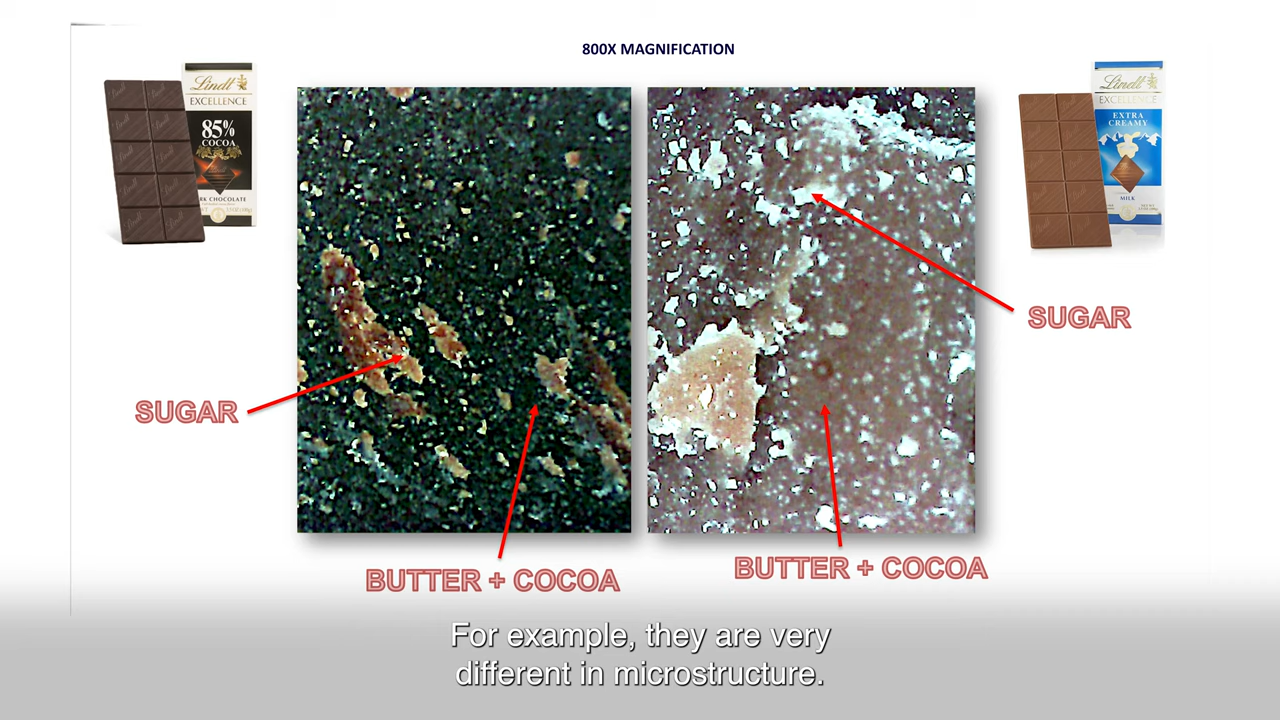 800X MAGNIFICATION
Lindt
EXCELLENCE
85%
COCOA
Lindt
EXCELLENCE
EXTRA
CREAMY
MILK
SUGAR
SUGAR
BUTTER + COCOA
BUTTER + COCOA
For example, they are very
different in microstructure.